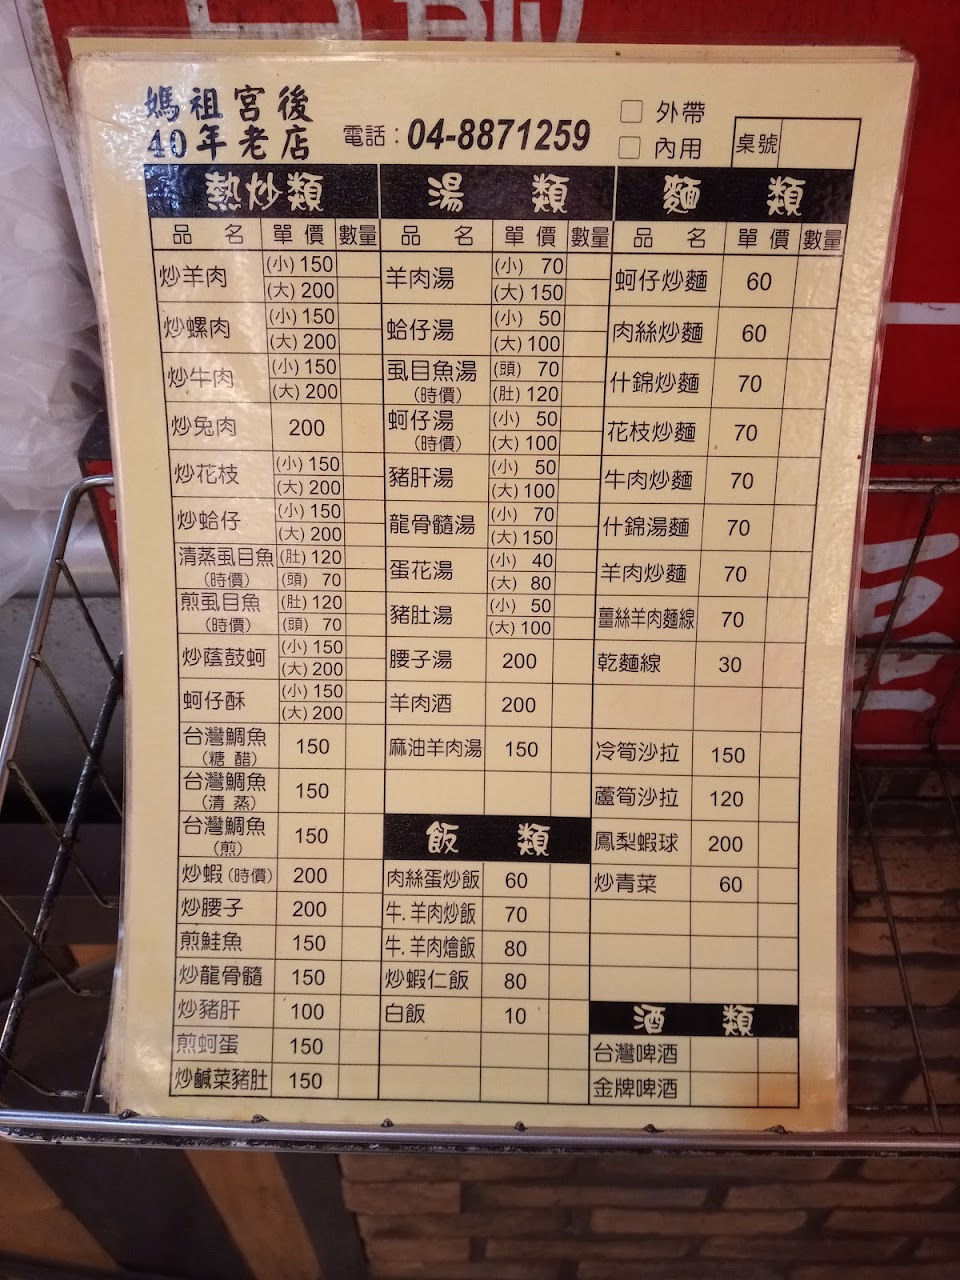 媽祖宮後
40年老店
電話：04-8871259
外帶
內用
桌號
熱炒類
品名 單價 數量
炒羊肉 (小) 150
(大) 200
炒螺肉 (小) 150
(大) 200
炒牛肉 (小) 150
(大) 200
炒兔肉 200
炒花枝 (小) 150
(大) 200
炒蛤仔 (小) 150
(大) 200
清蒸虱目魚 (肚) 120
(時價) (頭) 70
煎虱目魚 (肚) 120
(時價) (頭) 70
炒蔭鼓蚵 (小) 150
(大) 200
蚵仔酥 (小) 150
(大) 200
台灣鯛魚 150
(糖醋)
台灣鯛魚 150
(清蒸)
台灣鯛魚 150
(煎)
炒蝦(時價) 200
炒腰子 200
煎鮭魚 150
炒龍骨髓 150
炒豬肝 100
煎蚵蛋 150
炒鹹菜豬肚 150
湯類
品名 單價 數量
羊肉湯 (小) 70
(大) 150
蛤仔湯 (小) 50
(大) 100
虱目魚湯 (頭) 70
(時價) (肚) 120
蚵仔湯 (小) 50
(時價) (大) 100
豬肝湯 (小) 50
(大) 100
龍骨髓湯 (小) 70
(大) 150
蛋花湯 (小) 40
(大) 80
豬肚湯 (小) 50
(大) 100
腰子湯 200
羊肉酒 200
麻油羊肉湯 150
飯類
肉絲蛋炒飯 60
牛.羊肉炒飯 70
牛.羊肉燴飯 80
炒蝦仁飯 80
白飯 10
麵類
品名 單價 數量
蚵仔炒麵 60
肉絲炒麵 60
什錦炒麵 70
花枝炒麵 70
牛肉炒麵 70
什錦湯麵 70
羊肉炒麵 70
薑絲羊肉麵線 70
乾麵線 30
冷筍沙拉 150
蘆筍沙拉 120
鳳梨蝦球 200
炒青菜 60
酒類
台灣啤酒
金牌啤酒